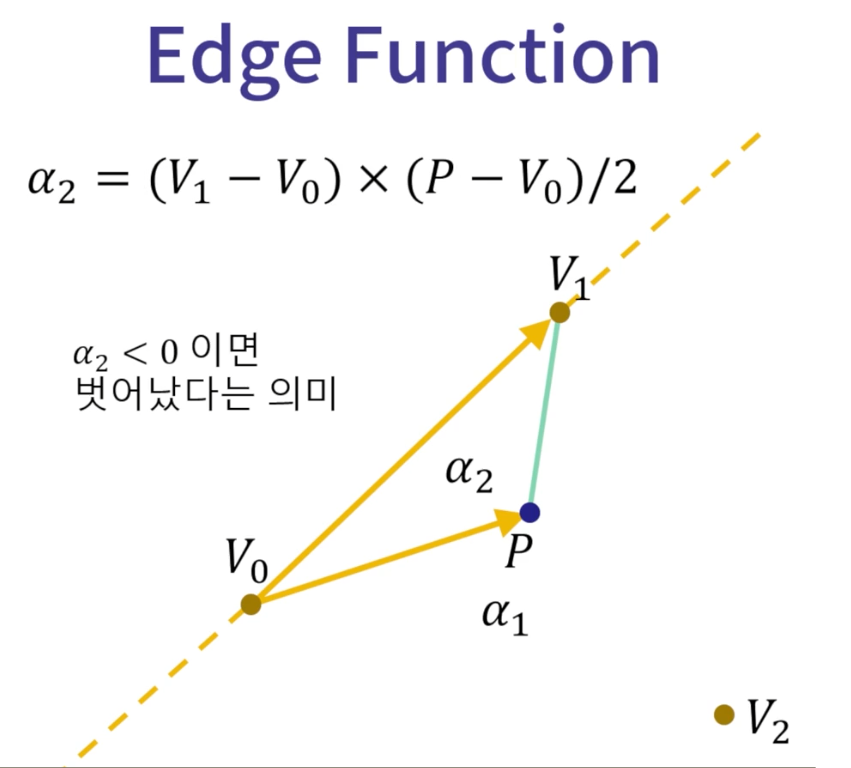 Edge Function
α₂ = (V₁ − V₀) × (P − V₀)/2
V₁
α₂ < 0 이면
벗어났다는 의미
α₂
V₀
P
α₁
V₂